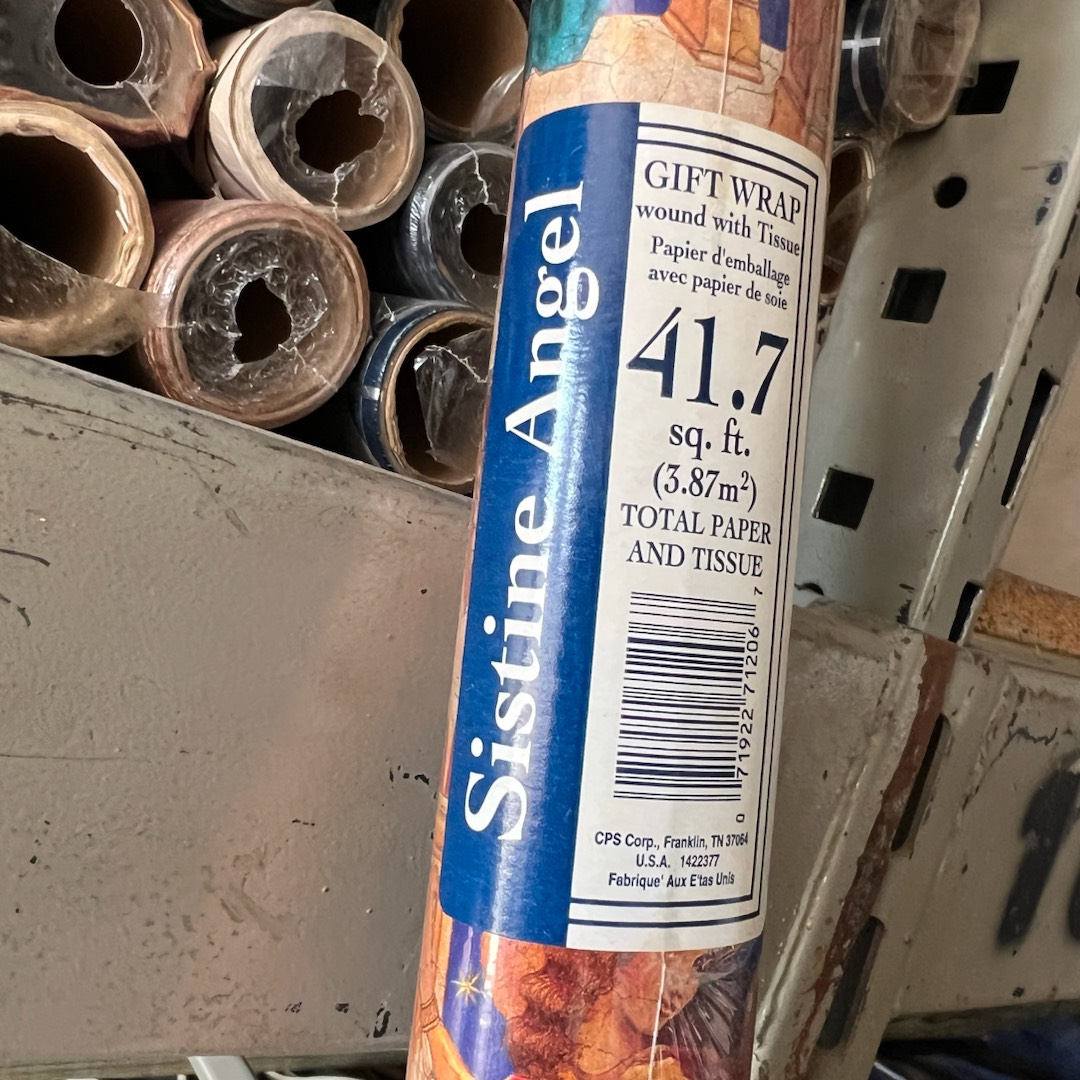 Sistine Angel
GIFT WRAP
wound with Tissue
Papier d'emballage
avec papier de soie
41.7
sq. ft.
(3.87m²)
TOTAL PAPER
AND TISSUE
0 71922 71206 7
CPS Corp., Franklin, TN 37064
U.S.A. 1422377
Fabrique' Aux E'tas Unis